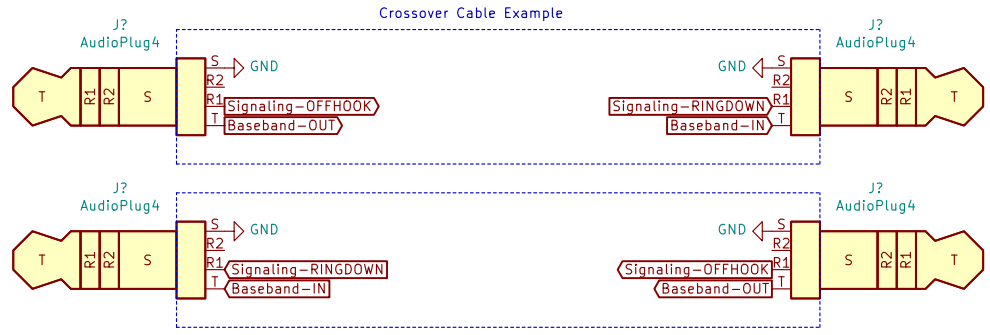 Crossover Cable Example
J?
AudioPlug4
J?
AudioPlug4
T R1 R2 S
S GND
R2
R1 Signaling-OFFHOOK
T Baseband-OUT
GND S
R2
Signaling-RINGDOWN R1
Baseband-IN T
S R2 R1 T
J?
AudioPlug4
J?
AudioPlug4
T R1 R2 S
S GND
R2
R1 Signaling-RINGDOWN
T Baseband-IN
GND S
R2
Signaling-OFFHOOK R1
Baseband-OUT T
S R2 R1 T